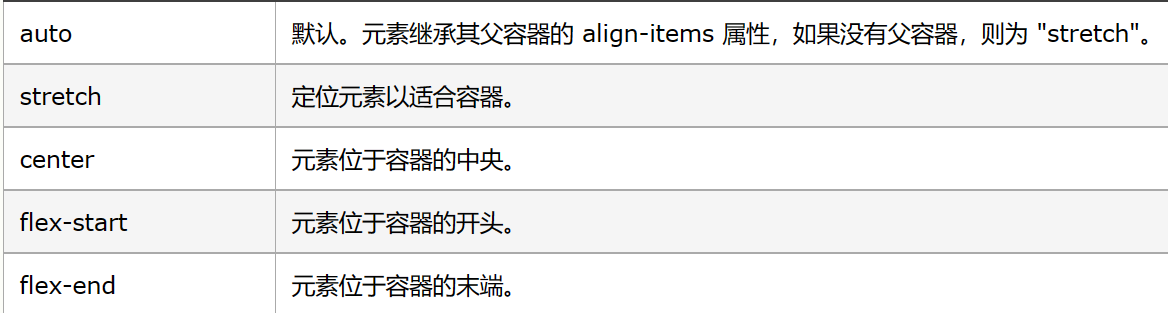 auto 默认。元素继承其父容器的 align-items 属性，如果没有父容器，则为 "stretch"。
stretch 定位元素以适合容器。
center 元素位于容器的中央。
flex-start 元素位于容器的开头。
flex-end 元素位于容器的末端。